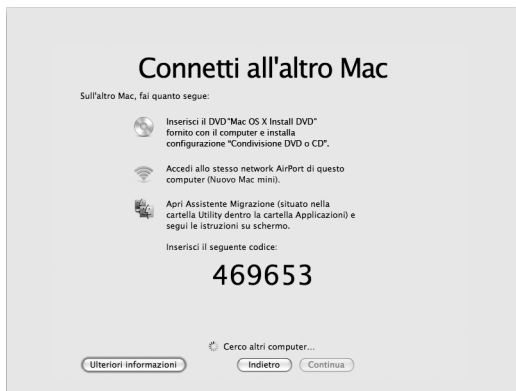 Connetti all'altro Mac
Sull'altro Mac, fai quanto segue:
Inserisci il DVD"Mac OS X Install DVD"
fornito con il computer e installa
configurazione “Condivisione DVD o CD”.
Accedi allo stesso network AirPort di questo
computer (Nuovo Mac mini).
Apri Assistente Migrazione (situato nella
cartella Utility dentro la cartella Applicazioni) e
segui le istruzioni su schermo.
Inserisci il seguente codice:
469653
Cerco altri computer...
Ulteriori informazioni
Indietro
Continua